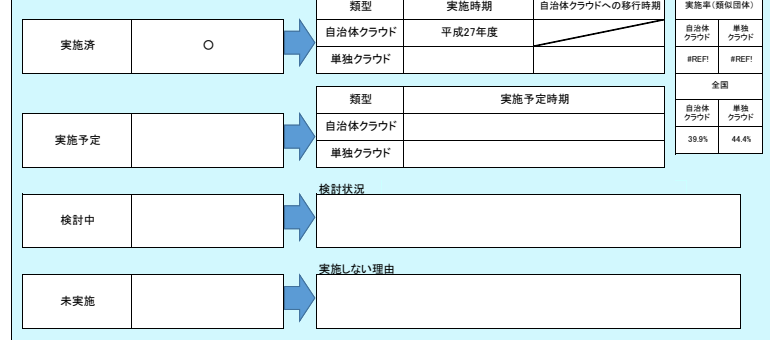 類型 実施時期 自治体クラウドへの移行時期
実施済 ○ 自治体クラウド 平成27年度
単独クラウド
実施率(類似団体)
自治体
クラウド
単独
クラウド
#REF! #REF!
全国
自治体
クラウド
単独
クラウド
39.9% 44.4%
類型 実施予定時期
実施予定 自治体クラウド
単独クラウド
検討状況
検討中
実施しない理由
未実施